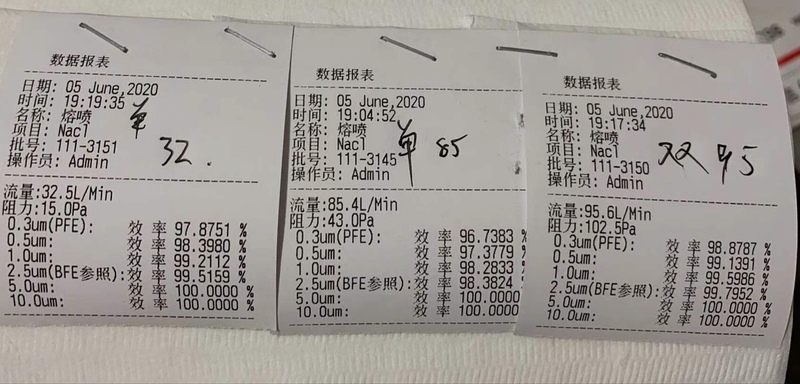 数据报表
日期: 05 June,2020
时间: 19:19:35
名称: 熔喷
项目: Nacl
批号: 111-3151
操作员: Admin
单
32.
流量:32.5L/Min
阻力:15.0Pa
0.3um(PFE): 效 率 97.8751 %
0.5um: 效 率 98.3980 %
1.0um: 效 率 99.2112 %
2.5um(BFE参照):效 率 99.5159 %
5.0um: 效 率 100.0000 %
10.0um: 效 率 100.0000 %
数据报表
日期: 05 June,2020
时间: 19:04:52
名称: 熔喷
项目: Nacl
批号: 111-3145
操作员: Admin
单 85
流量:85.4L/Min
阻力:43.0Pa
0.3um(PFE): 效 率 96.7383 %
0.5um: 效 率 97.3779 %
1.0um: 效 率 98.2833 %
2.5um(BFE参照):效 率 98.3824 %
5.0um: 效 率 100.0000
10.0um: 效 率 100.0000
数据报表
日期: 05 June,2020
时间: 19:17:34
名称: 熔喷
项目: Nacl
批号: 111-3150
操作员: Admin
双 95
流量:95.6L/Min
阻力:102.5Pa
0.3um(PFE): 效 率 98.8787 %
0.5um: 效 率 99.1391 %
1.0um: 效 率 99.5986 %
2.5um(BFE参照):效 率 99.7952 %
5.0um: 效 率 100.0000 %
10.0um: 效 率 100.0000 %